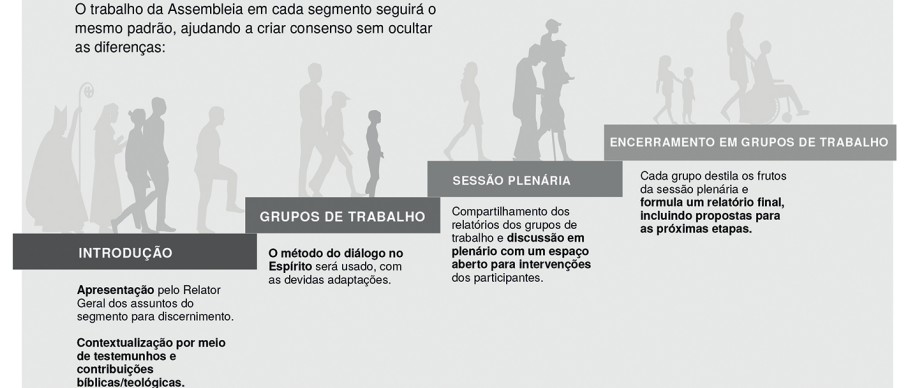 O trabalho da Assembleia em cada segmento seguirá o
mesmo padrão, ajudando a criar consenso sem ocultar
as diferenças:
INTRODUÇÃO
Apresentação pelo Relator
Geral dos assuntos do
segmento para discernimento.
Contextualização por meio
de testemunhos e
contribuições
bíblicas/teológicas.
GRUPOS DE TRABALHO
O método do diálogo no
Espírito será usado, com
as devidas adaptações.
SESSÃO PLENÁRIA
Compartilhamento dos
relatórios dos grupos de
trabalho e discussão em
plenário com um espaço
aberto para intervenções
dos participantes.
ENCERRAMENTO EM GRUPOS DE TRABALHO
Cada grupo destila os frutos
da sessão plenária e
formula um relatório final,
incluindo propostas para
as próximas etapas.